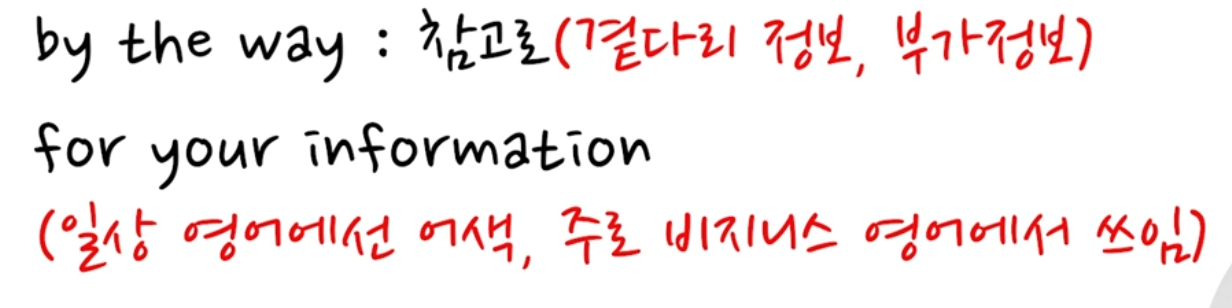 by the way : 참고로(곁다리 정보, 부가정보)
for your information
(일상 영어에선 어색, 주로 비지니스 영어에서 쓰임)